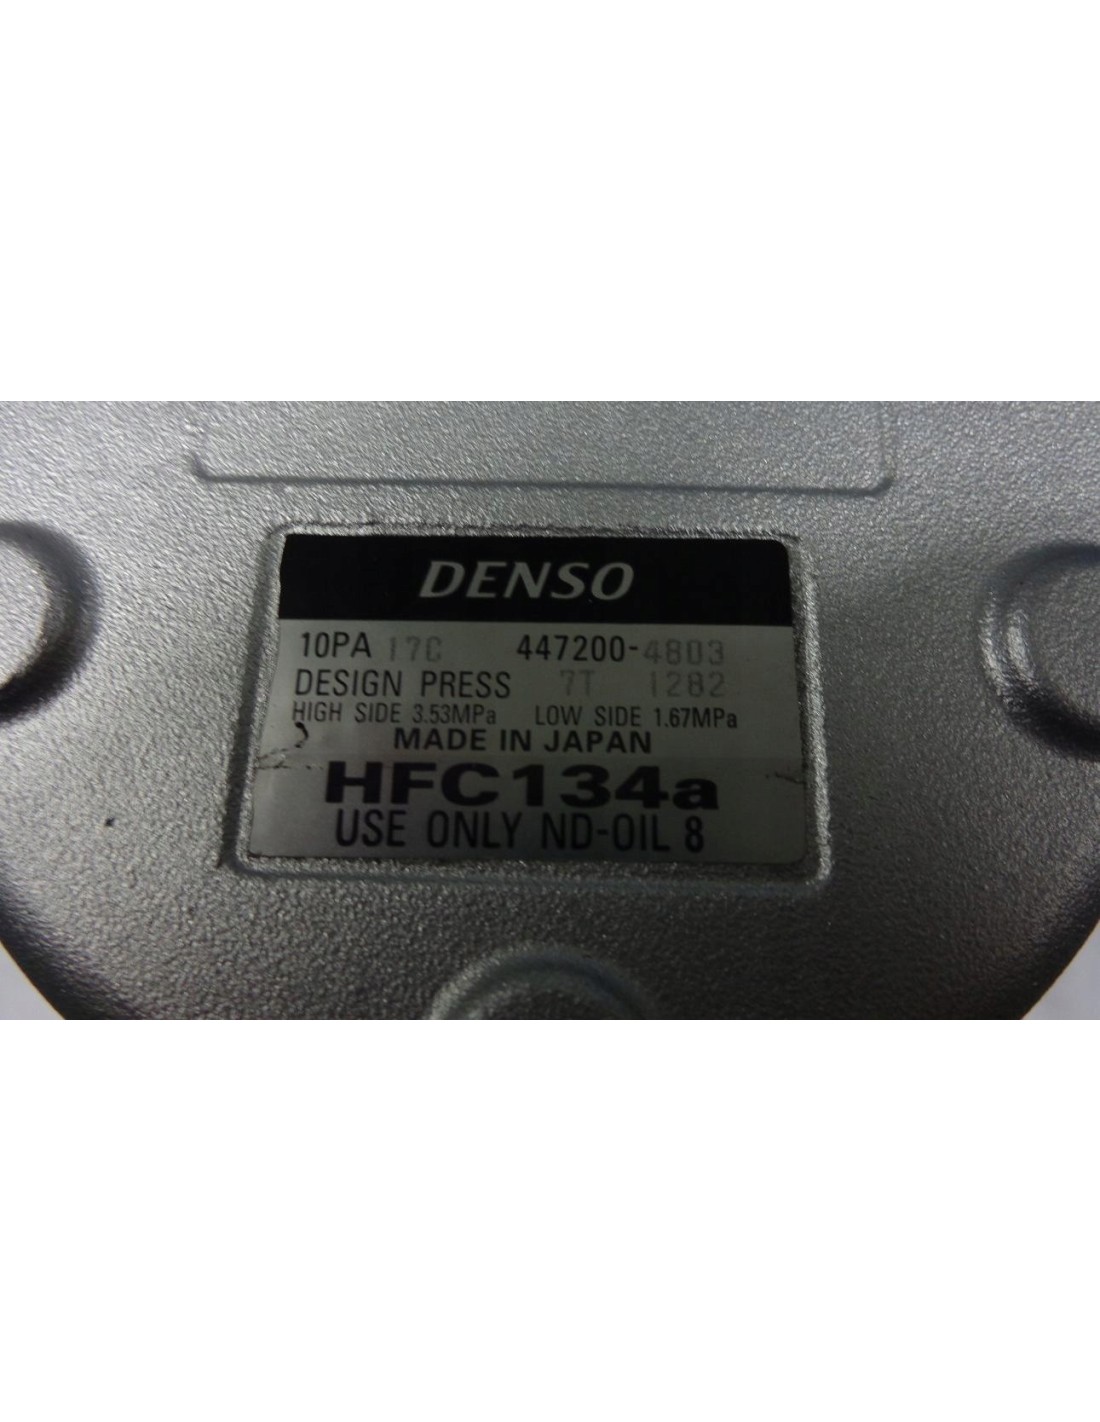 DENSO
10PA 17C 447200-4803
DESIGN PRESS 7T 1282
HIGH SIDE 3.53MPa LOW SIDE 1.67MPa
MADE IN JAPAN
HFC134a
USE ONLY ND-OIL 8